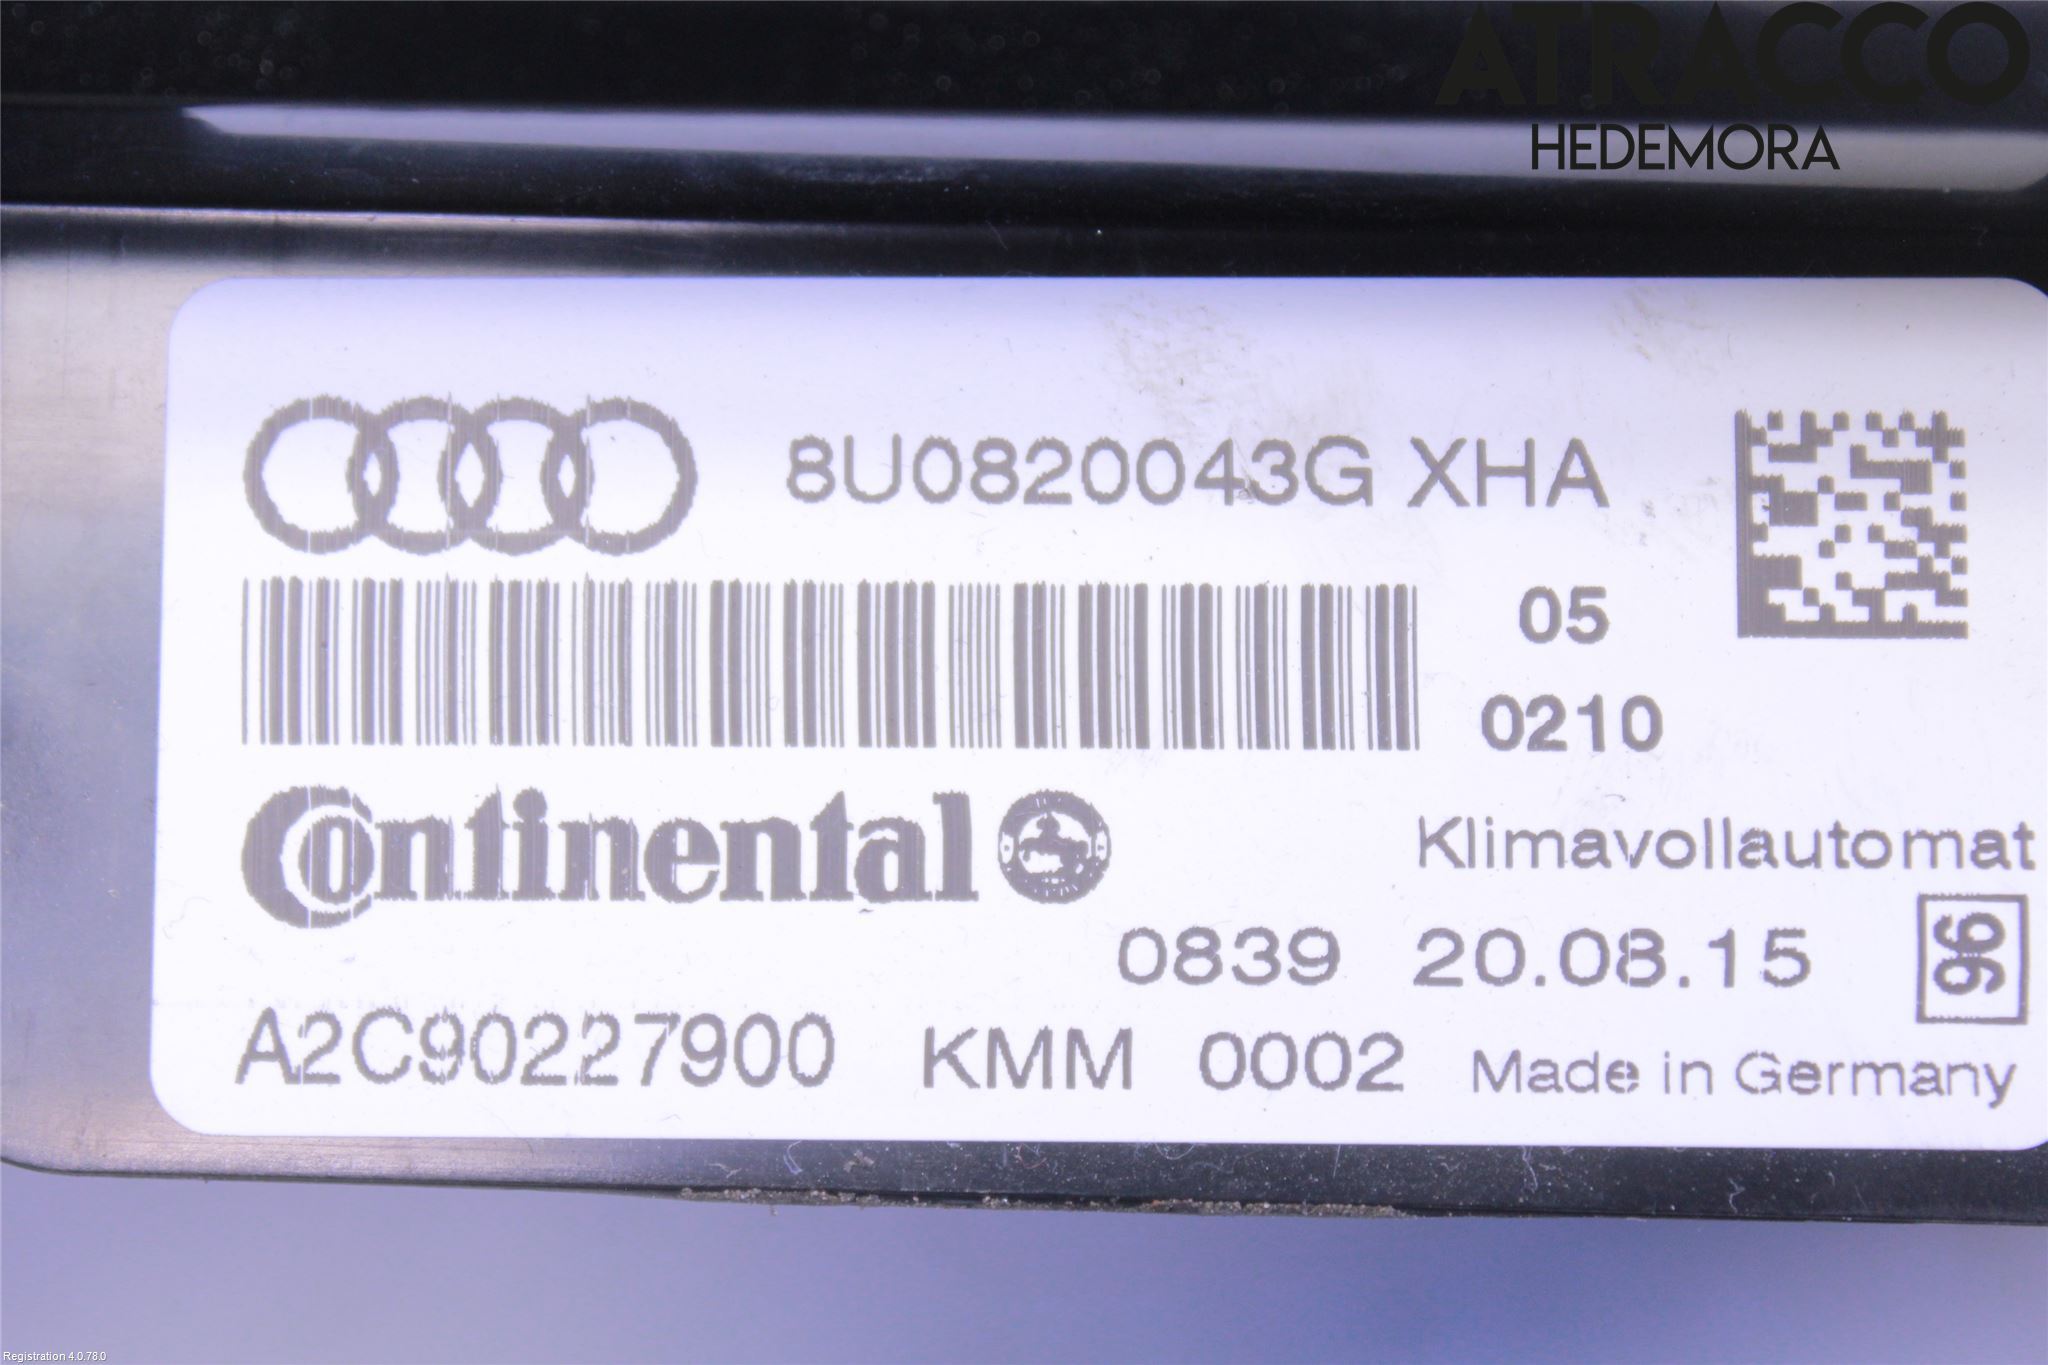 ATRACCO
HEDEMORA
8U0820043G XHA
05
0210
Continental
Klimavollautomat
0839 20.08.15
96
A2C90227900 KMM 0002 Made in Germany
Registration 4.0.78.0